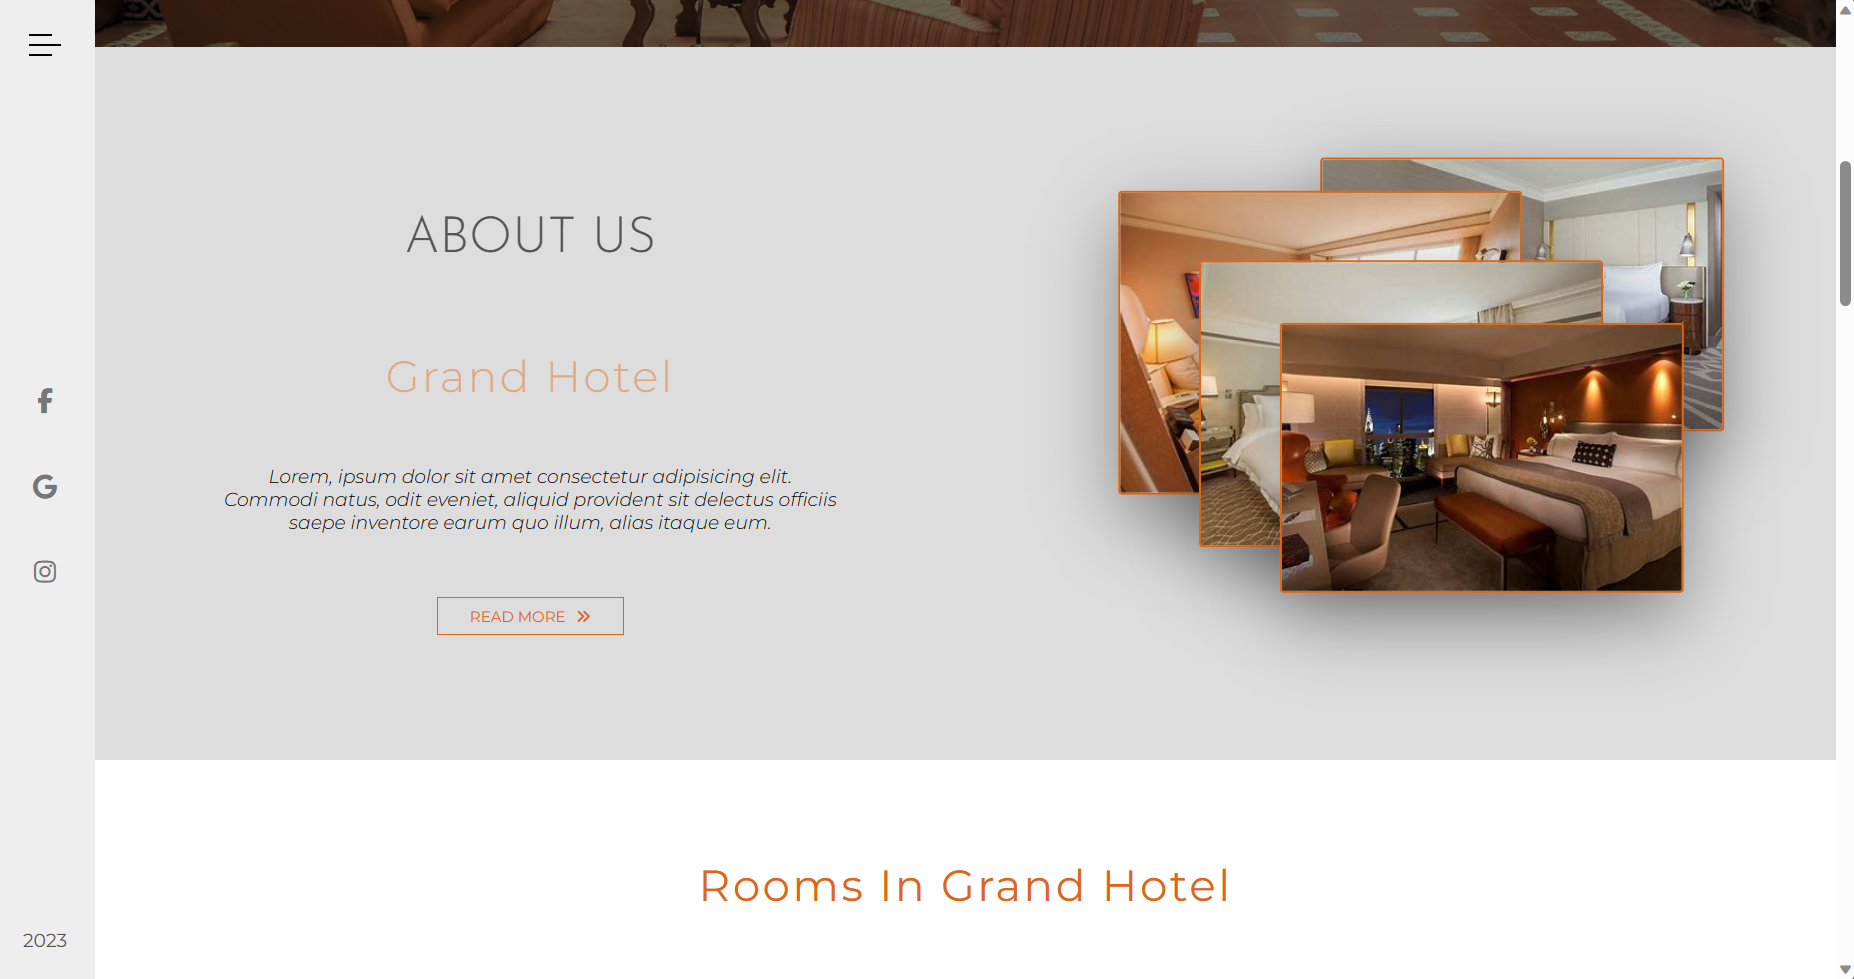 ABOUT US
Grand Hotel
Lorem, ipsum dolor sit amet consectetur adipisicing elit.
Commodi natus, odit eveniet, aliquid provident sit delectus officiis
saepe inventore earum quo illum, alias itaque eum.
READ MORE
Rooms In Grand Hotel
2023